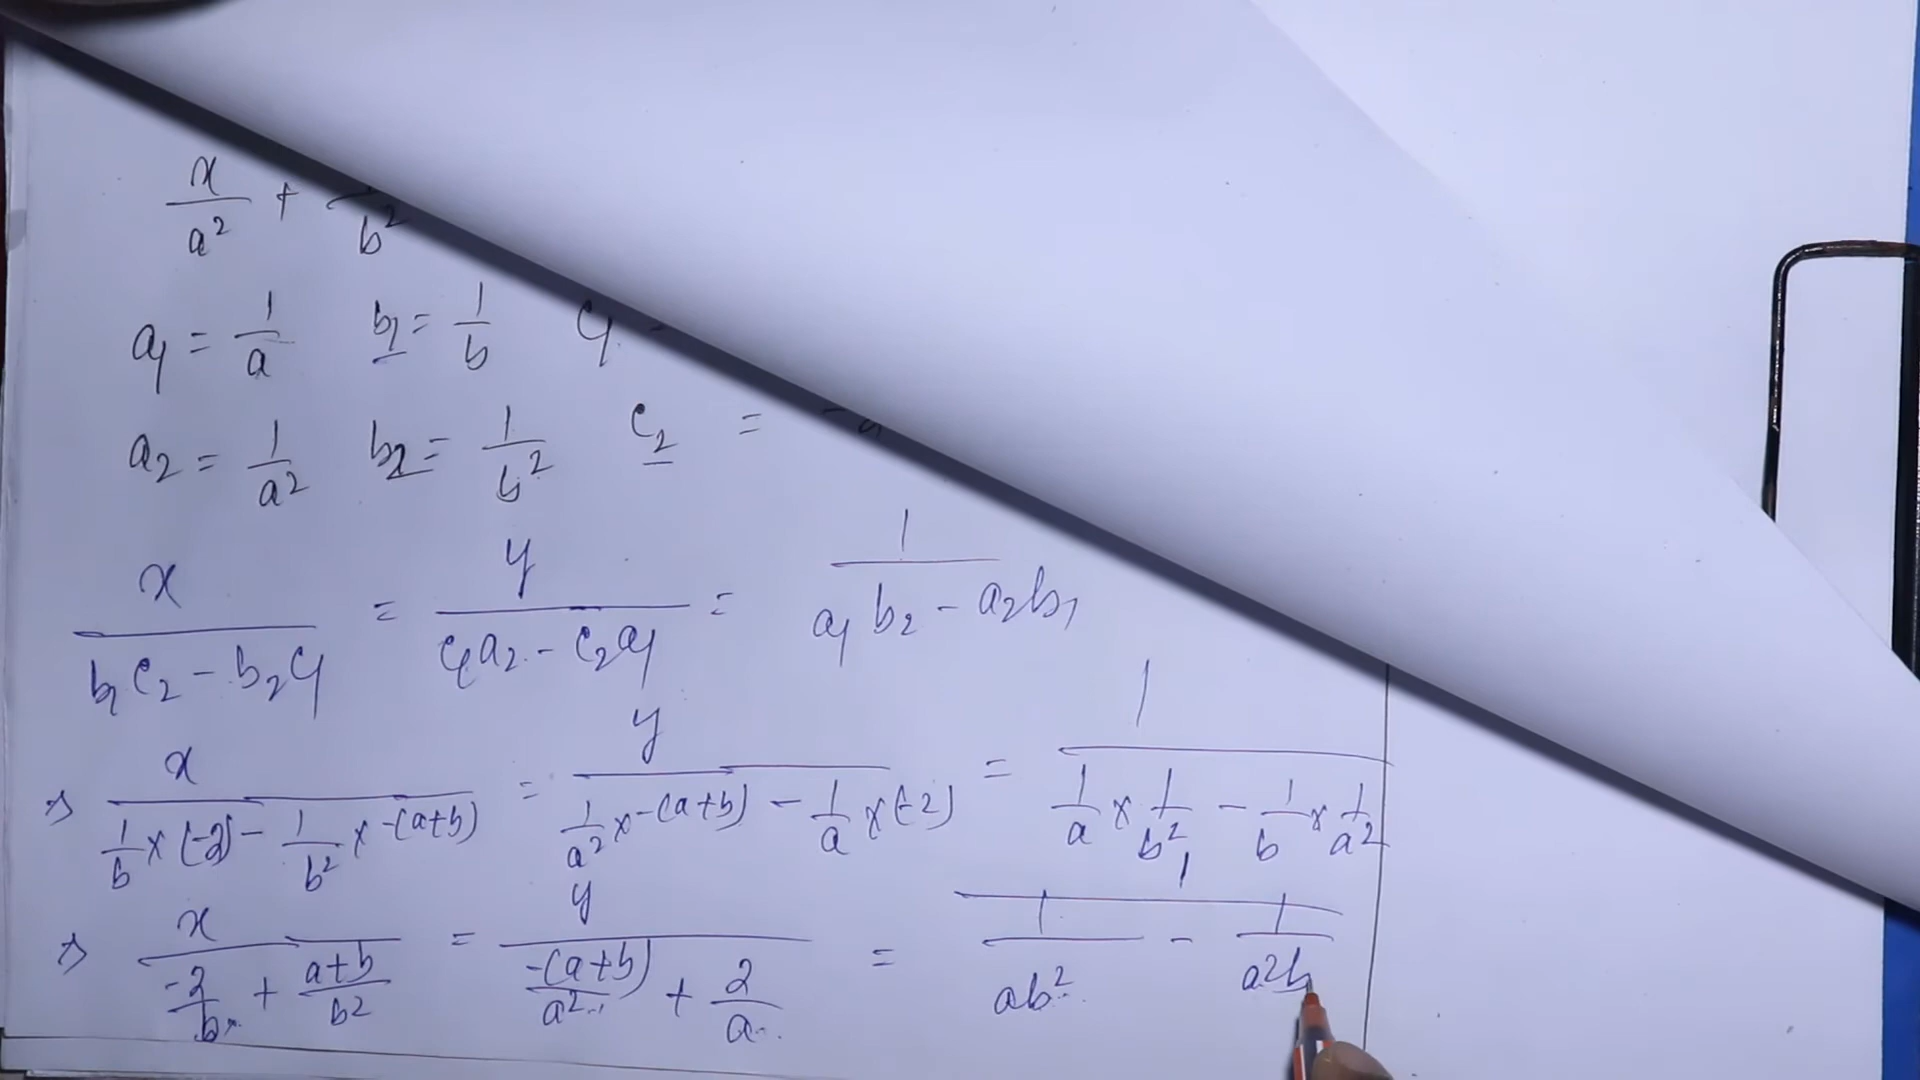 x/a² + /b²
a₁ = 1/a b₁ = 1/b c₁ =
a₂ = 1/a² b₂ = 1/b² c₂ = -
x/(b₁c₂ - b₂c₁) = y/(c₁a₂ - c₂a₁) = 1/(a₁b₂ - a₂b₁)
⇒ x/(1/b × (-2) - 1/b² × -(a+b)) = y/(1/a² × -(a+b) - 1/a × (-2)) = 1/(1/a × 1/b² - 1/b × 1/a²)
⇒ x/(-2/b + (a+b)/b²) = y/(-(a+b)/a² + 2/a) = 1/(1/ab² - 1/a²b)